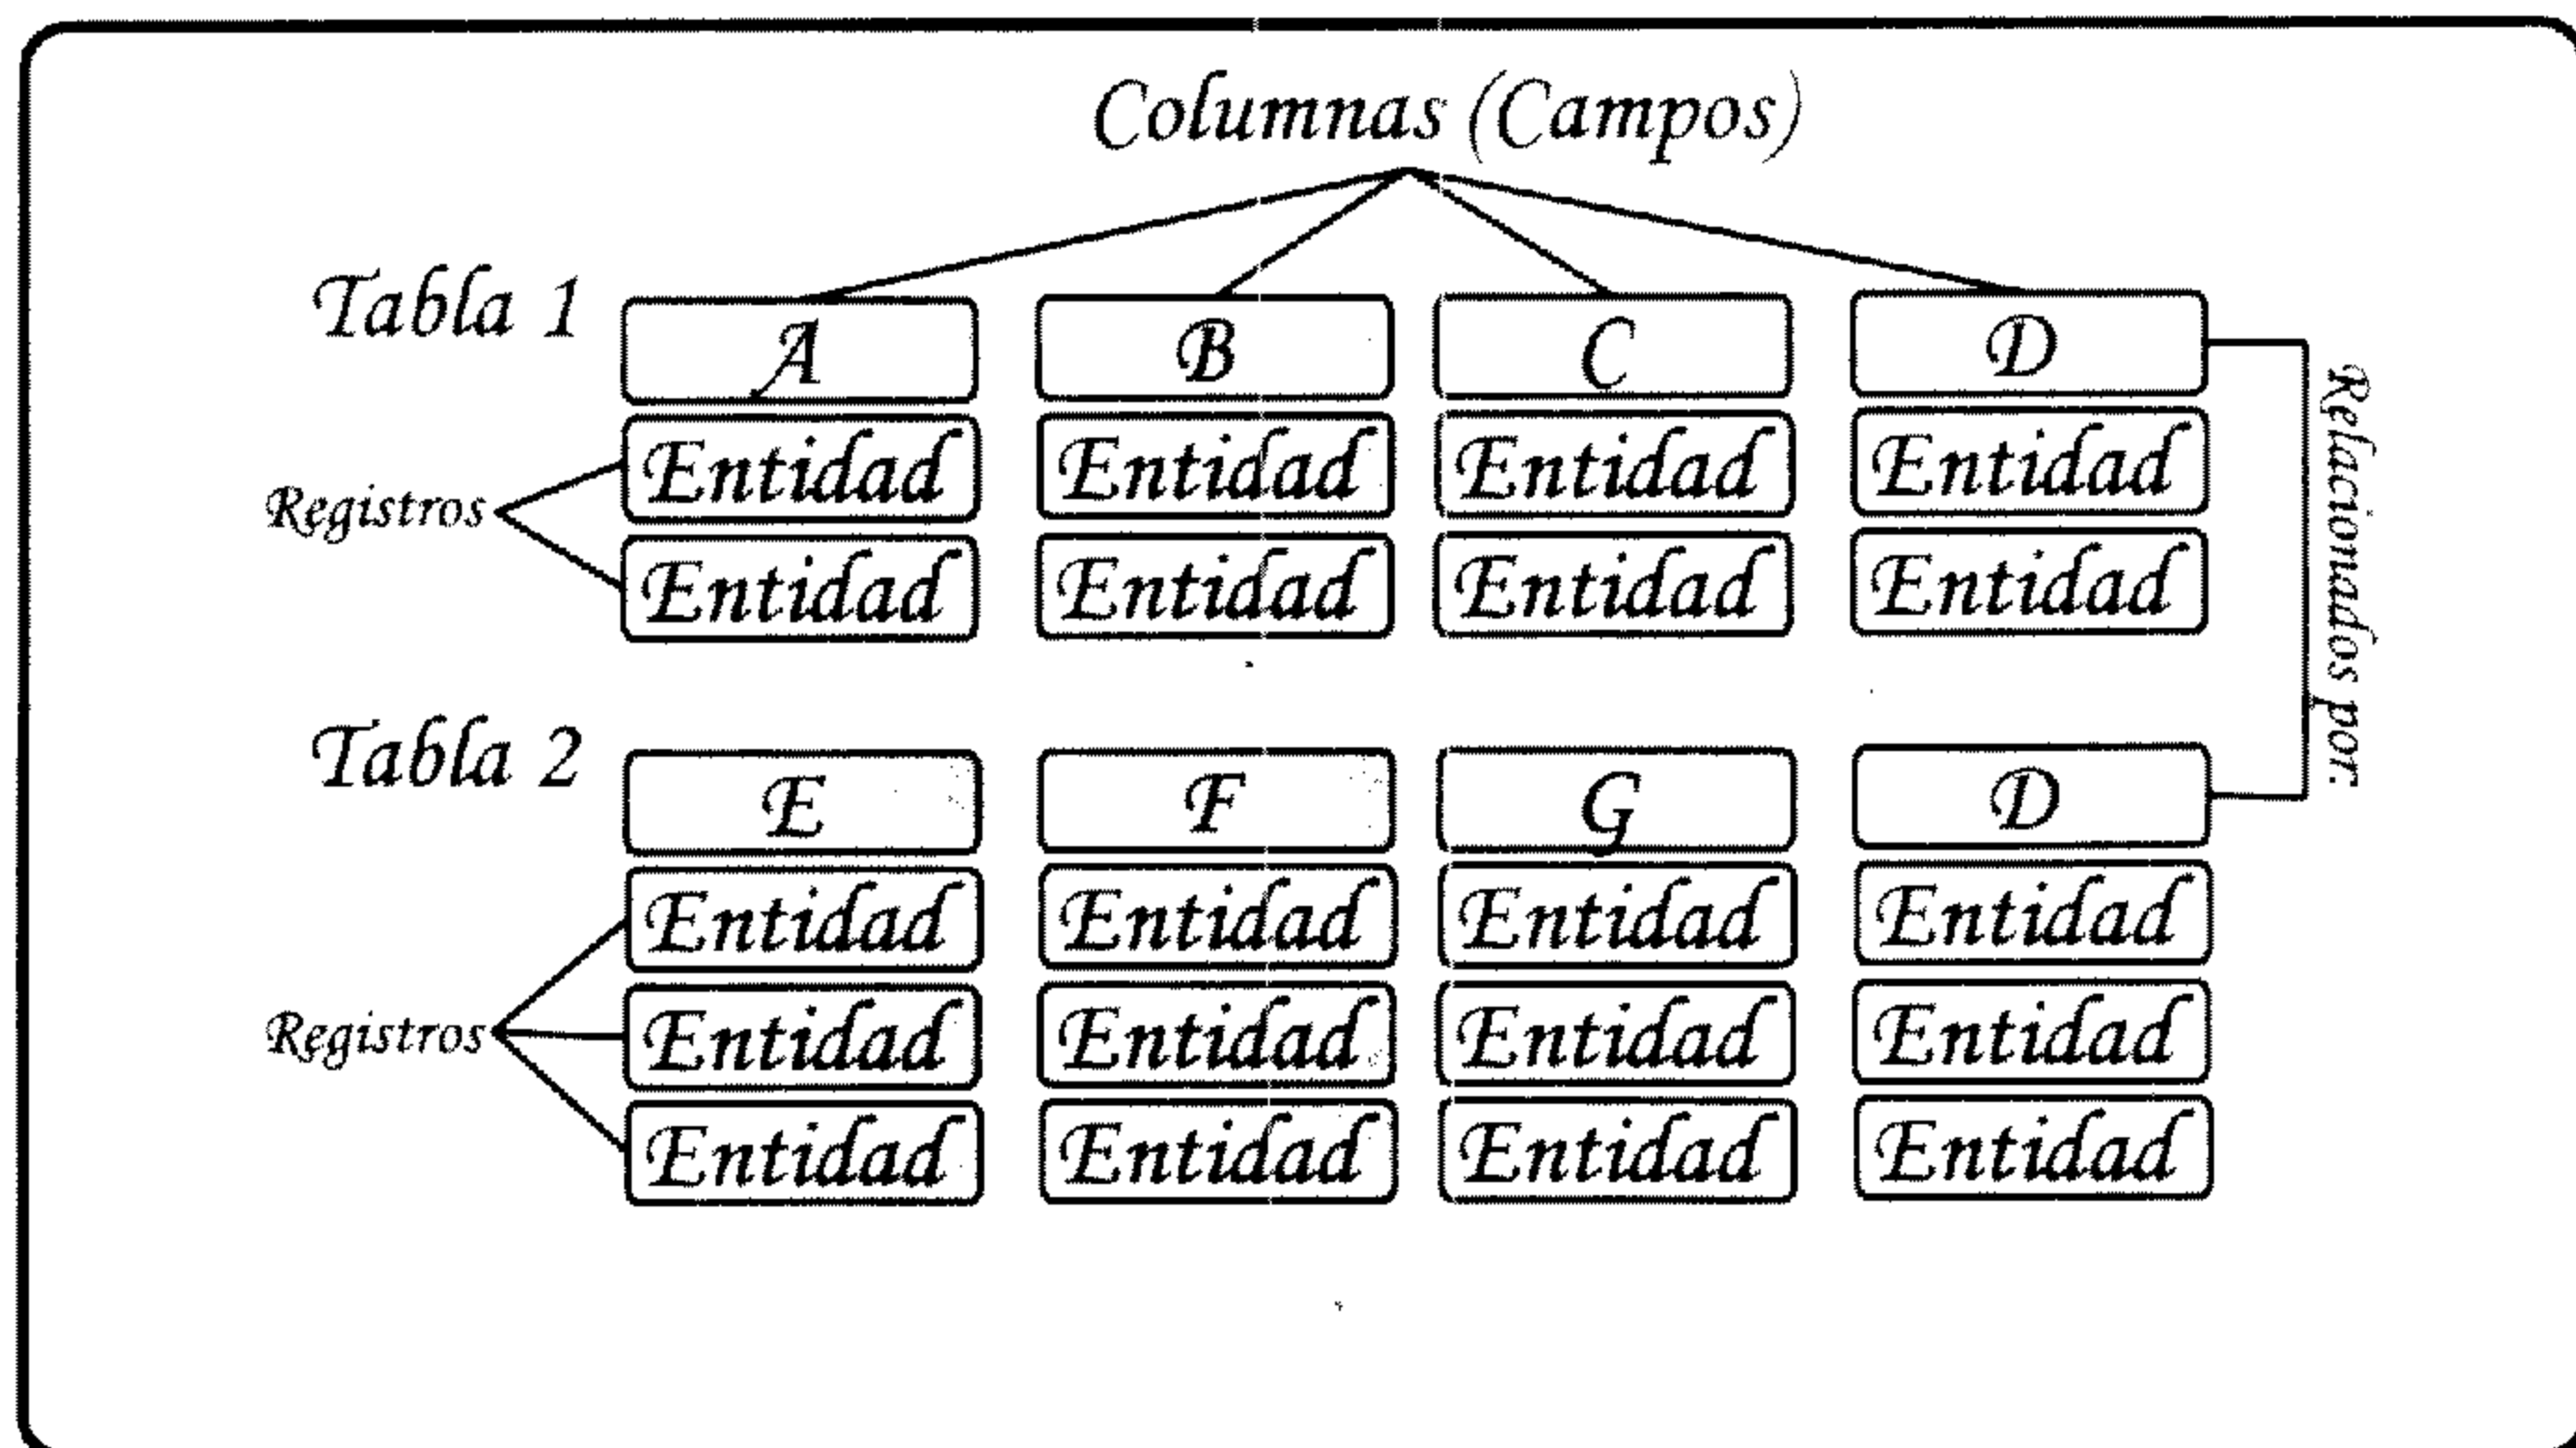 Columnas (Campos)
Tabla 1
A B C D
Registros
Entidad Entidad Entidad Entidad
Entidad Entidad Entidad Entidad
Relacionados por:
Tabla 2
E F G D
Entidad Entidad Entidad Entidad
Registros
Entidad Entidad Entidad Entidad
Entidad Entidad Entidad Entidad